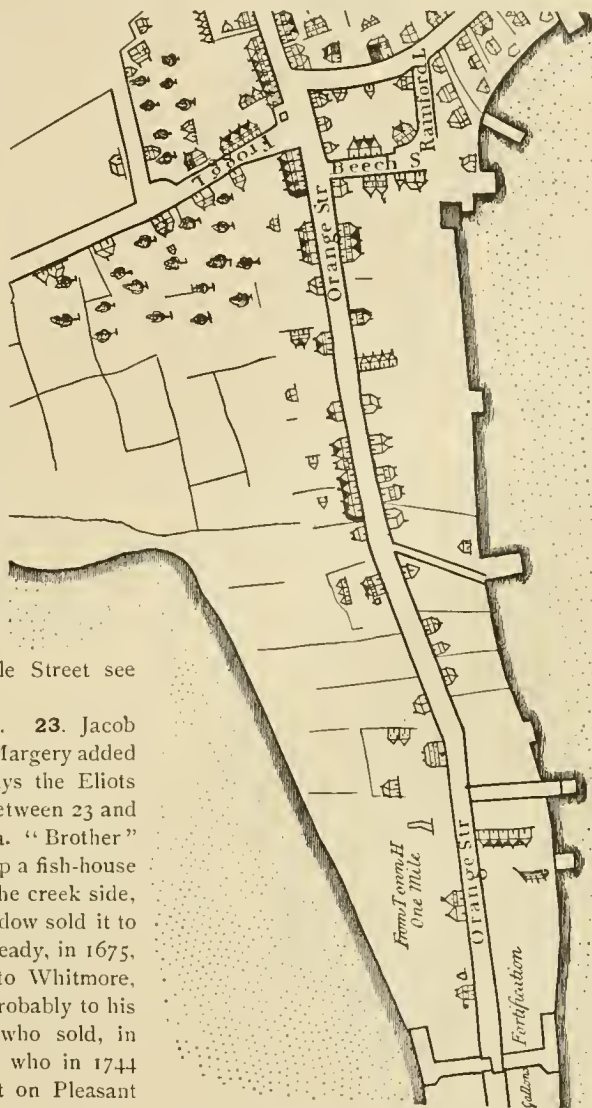 Frogg L
Rainford L
Beech S
Orange Str
From Town H
One Mile
Orange Str
Fortification
Gallons
le Street see
. 23. Jacob
Margery added
ys the Eliots
etween 23 and
a. “Brother”
p a fish-house
he creek side,
dow sold it to
eady, in 1675,
to Whitmore,
robably to his
who sold, in
who in 1744
t on Pleasant